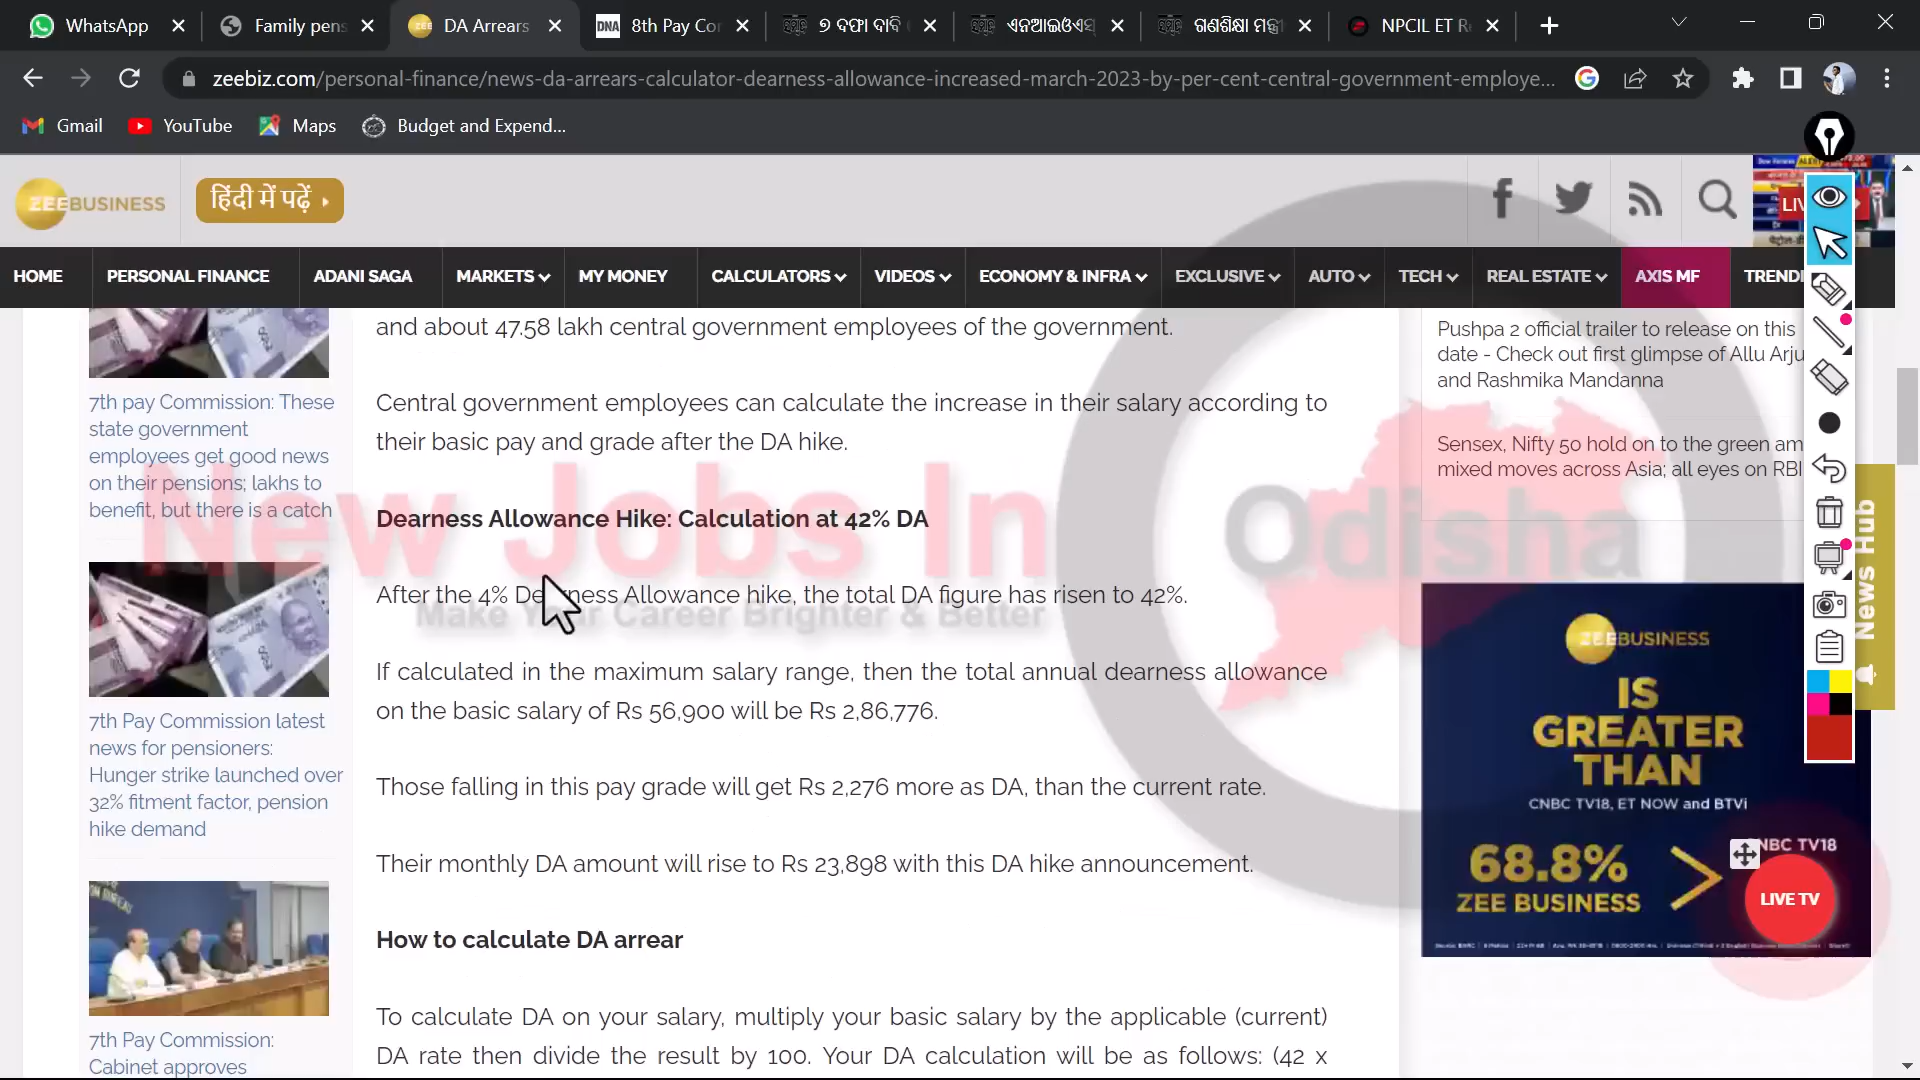 WhatsApp
Family pens
DA Arrears
DNA 8th Pay Cor
୭ ଦଫା ଦାବି
ଏନଆଇଓଏସ୍
ଗଣଶିକ୍ଷା ମନ୍ତ୍ରୀ
NPCIL ET Re
zeebiz.com/personal-finance/news-da-arrears-calculator-dearness-allowance-increased-march-2023-by-per-cent-central-government-employe...
Gmail
YouTube
Maps
Budget and Expend...
ZEEBUSINESS
हिंदी में पढ़ें
HOME
PERSONAL FINANCE
ADANI SAGA
MARKETS
MY MONEY
CALCULATORS
VIDEOS
ECONOMY & INFRA
EXCLUSIVE
AUTO
TECH
REAL ESTATE
AXIS MF
TRENDI
7th pay Commission: These
state government
employees get good news
on their pensions; lakhs to
benefit, but there is a catch
7th Pay Commission latest
news for pensioners:
Hunger strike launched over
32% fitment factor, pension
hike demand
7th Pay Commission:
Cabinet approves
and about 47.58 lakh central government employees of the government.
Central government employees can calculate the increase in their salary according to
their basic pay and grade after the DA hike.
Dearness Allowance Hike: Calculation at 42% DA
After the 4% Dearness Allowance hike, the total DA figure has risen to 42%.
If calculated in the maximum salary range, then the total annual dearness allowance
on the basic salary of Rs 56,900 will be Rs 2,86,776.
Those falling in this pay grade will get Rs 2,276 more as DA, than the current rate.
Their monthly DA amount will rise to Rs 23,898 with this DA hike announcement.
How to calculate DA arrear
To calculate DA on your salary, multiply your basic salary by the applicable (current)
DA rate then divide the result by 100. Your DA calculation will be as follows: (42 x
New Jobs In Odisha
Make Your Career Brighter & Better
Pushpa 2 official trailer to release on this
date - Check out first glimpse of Allu Arju
and Rashmika Mandanna
Sensex, Nifty 50 hold on to the green am
mixed moves across Asia; all eyes on RBI
News Hub
ZEEBUSINESS
IS
GREATER
THAN
CNBC TV18, ET NOW and BTVi
68.8%
ZEE BUSINESS
>
CNBC TV18
LIVE TV